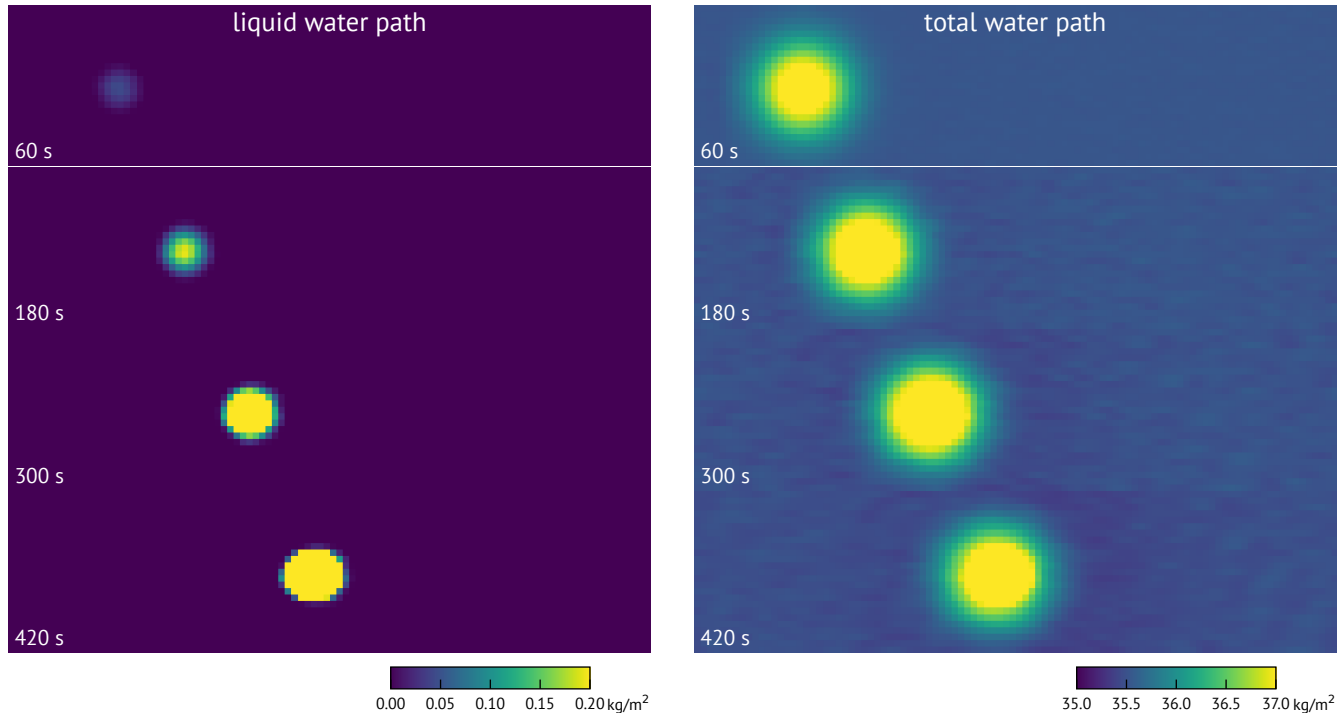 liquid water path
60 s
180 s
300 s
420 s
0.00 0.05 0.10 0.15 0.20 kg/m²
total water path
60 s
180 s
300 s
420 s
35.0 35.5 36.0 36.5 37.0 kg/m²